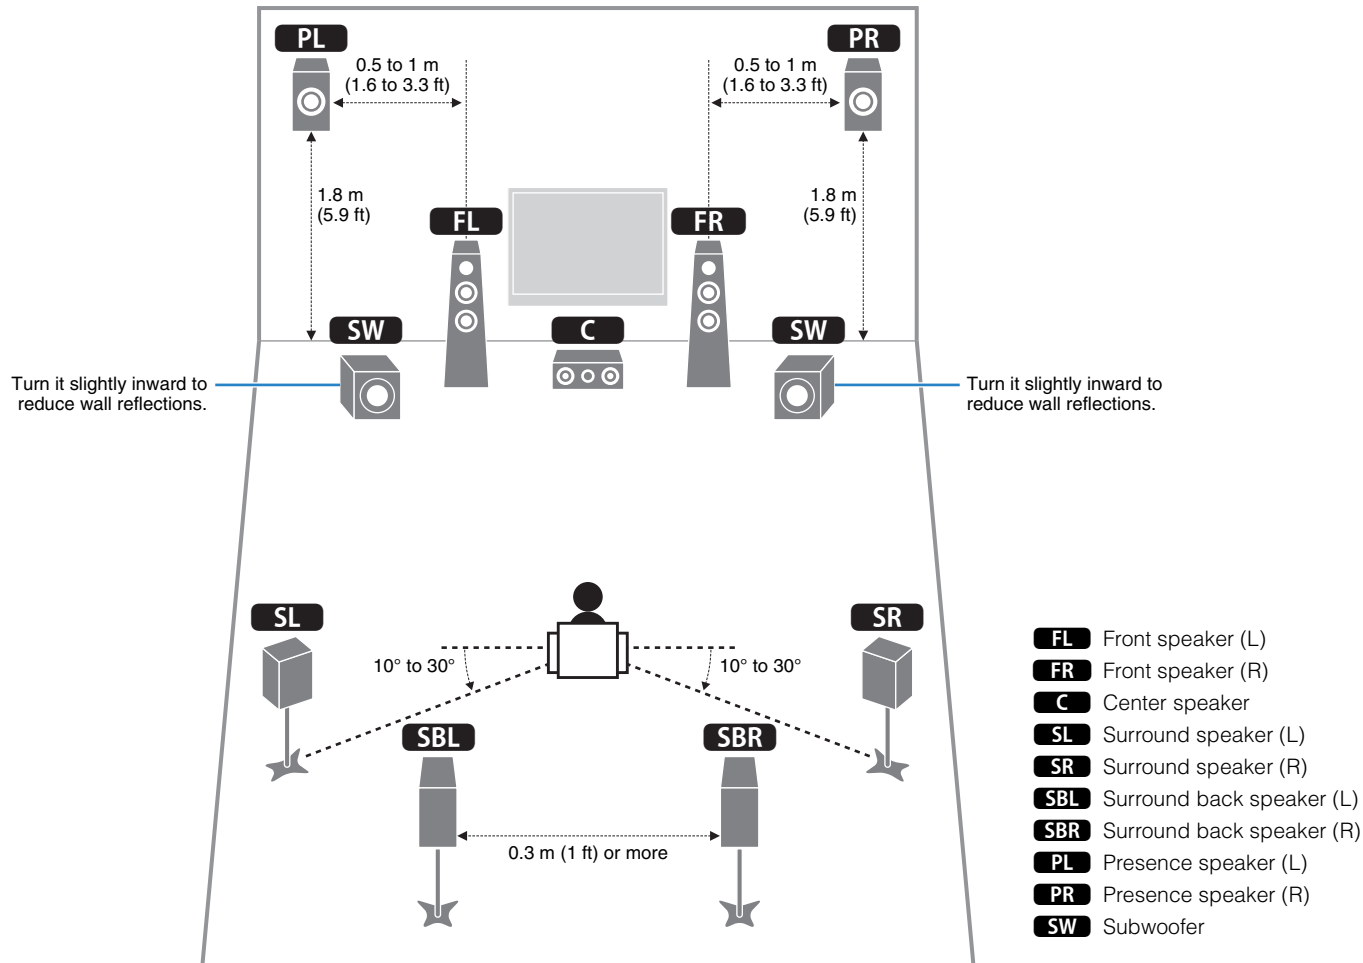 PL
PR
0.5 to 1 m
(1.6 to 3.3 ft)
0.5 to 1 m
(1.6 to 3.3 ft)
1.8 m
(5.9 ft)
1.8 m
(5.9 ft)
FL
FR
SW
C
SW
Turn it slightly inward to
reduce wall reflections.
Turn it slightly inward to
reduce wall reflections.
SL
SR
10° to 30°
10° to 30°
SBL
SBR
0.3 m (1 ft) or more
FL Front speaker (L)
FR Front speaker (R)
C Center speaker
SL Surround speaker (L)
SR Surround speaker (R)
SBL Surround back speaker (L)
SBR Surround back speaker (R)
PL Presence speaker (L)
PR Presence speaker (R)
SW Subwoofer